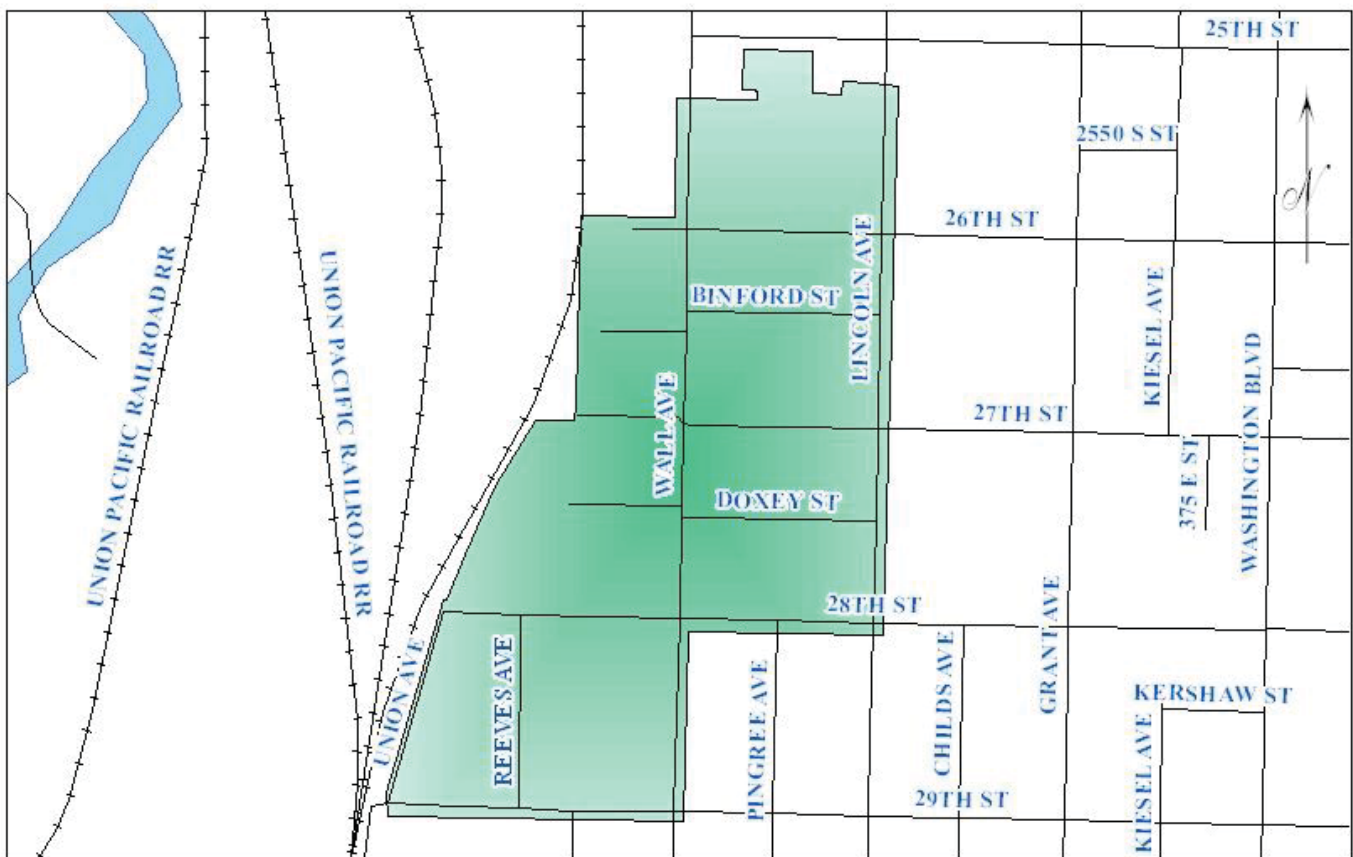 25TH ST
2550 S ST
N
26TH ST
UNION PACIFIC RAILROAD RR
UNION PACIFIC RAILROAD RR
BINFORD ST
LINCOLN AVE
KIESEL AVE
WASHINGTON BLVD
WALL AVE
27TH ST
375 E ST
DOXEY ST
28TH ST
GRANT AVE
UNION AVE
REEVES AVE
PINGREE AVE
CHILDS AVE
KERSHAW ST
KIESEL AVE
29TH ST